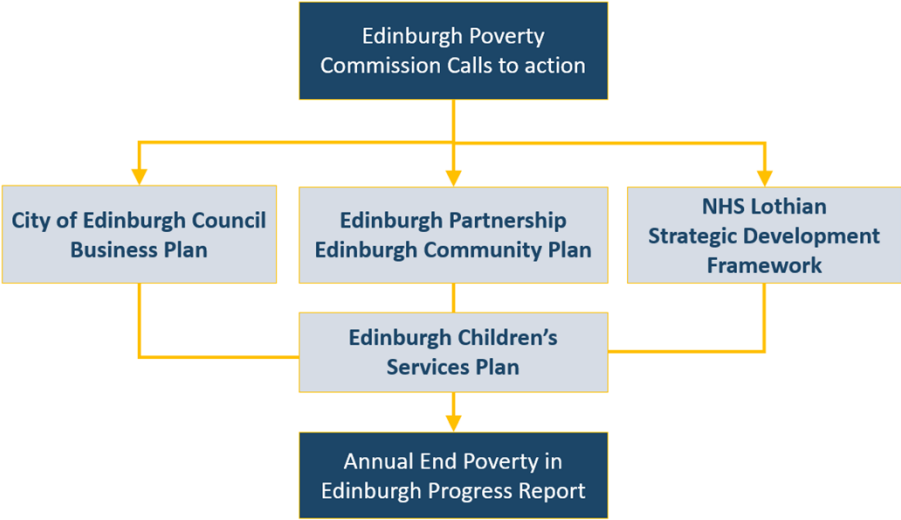 Edinburgh Poverty
Commission Calls to action
City of Edinburgh Council
Business Plan
Edinburgh Partnership
Edinburgh Community Plan
NHS Lothian
Strategic Development
Framework
Edinburgh Children’s
Services Plan
Annual End Poverty in
Edinburgh Progress Report